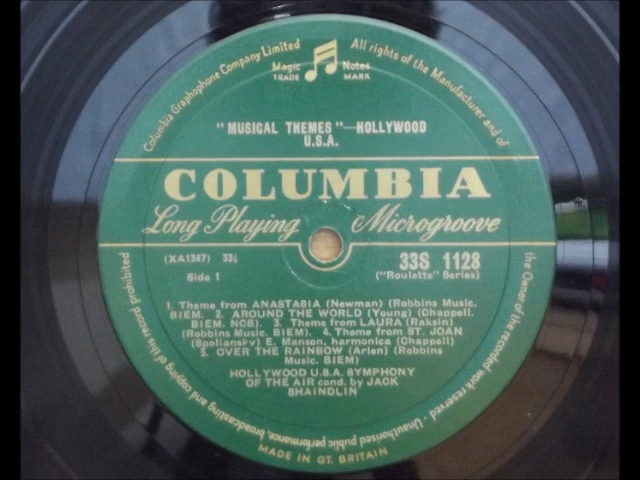 Columbia Graphophone Company Limited
All rights of the Manufacturer and of
the Owner of the recorded work reserved. Unauthorised public performance, broadcasting and copying of this record prohibited
Magic Notes
TRADE MARK
"MUSICAL THEMES"—HOLLYWOOD
U.S.A.
COLUMBIA
Long Playing Microgroove
(XA1347) 33⅓
33S 1128
Side 1
("Roulette" Series)
1. Theme from ANASTASIA (Newman) (Robbins Music.
BIEM. 2. AROUND THE WORLD (Young) (Chappell.
BIEM. NCB). 3. Theme from LAURA (Raksin)
(Robbins Music. BIEM). 4. Theme from ST. JOAN
(Spoliansky) E. Manson, harmonica (Chappell)
5. OVER THE RAINBOW (Arlen) (Robbins
Music. BIEM)
HOLLYWOOD U.S.A. SYMPHONY
OF THE AIR cond. by JACK
SHAINDLIN
MADE IN GT. BRITAIN